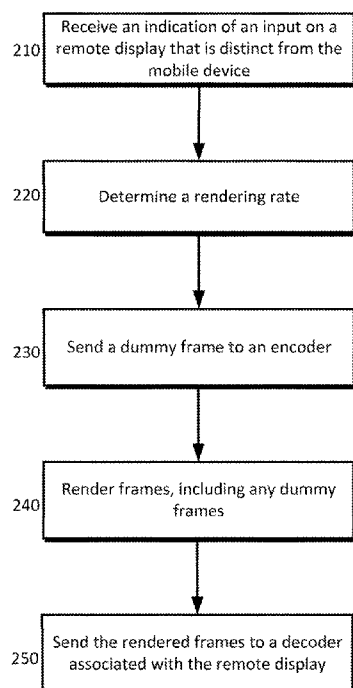 210
Receive an indication of an input on a
remote display that is distinct from the
mobile device
220
Determine a rendering rate
230
Send a dummy frame to an encoder
240
Render frames, including any dummy
frames
250
Send the rendered frames to a decoder
associated with the remote display